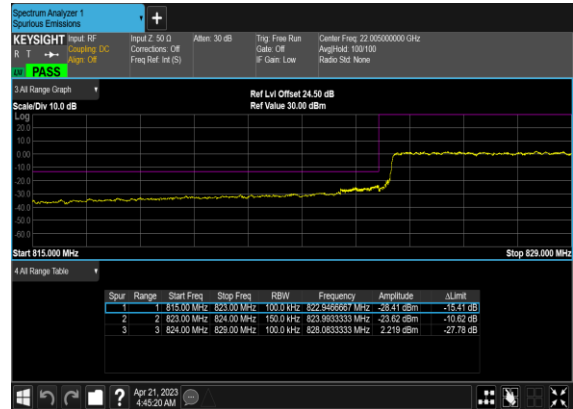 Spectrum Analyzer 1
Spurious Emissions
KEYSIGHT
R T
LW PASS
Input: RF
Coupling: DC
Align: Off
Input Z: 50 Ω
Corrections: Off
Freq Ref: Int (S)
Atten: 30 dB
Trig: Free Run
Gate: Off
IF Gain: Low
Center Freq: 22.005000000 GHz
Avg|Hold: 100/100
Radio Std: None
3 All Range Graph
Scale/Div 10.0 dB
Ref Lvl Offset 24.50 dB
Ref Value 30.00 dBm
Log
20.0
10.0
0.00
-10.0
-20.0
-30.0
-40.0
-50.0
-60.0
Start 815.000 MHz
Stop 829.000 MHz
4 All Range Table
Spur Range Start Freq Stop Freq RBW Frequency Amplitude ΔLimit
1 1 815.00 MHz 823.00 MHz 100.0 kHz 822.9466667 MHz -28.41 dBm -15.41 dB
2 2 823.00 MHz 824.00 MHz 150.0 kHz 823.9933333 MHz -23.62 dBm -10.62 dB
3 3 824.00 MHz 829.00 MHz 100.0 kHz 828.0833333 MHz 2.219 dBm -27.78 dB
?
Apr 21, 2023
4:45:20 AM